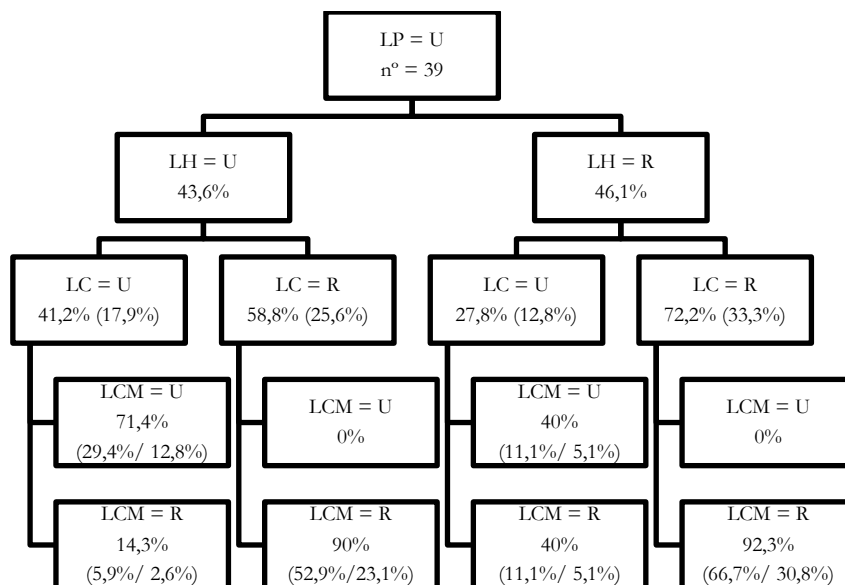 LP = U
nº = 39
LH = U
43,6%
LH = R
46,1%
LC = U
41,2% (17,9%)
LC = R
58,8% (25,6%)
LC = U
27,8% (12,8%)
LC = R
72,2% (33,3%)
LCM = U
71,4%
(29,4%/ 12,8%)
LCM = U
0%
LCM = U
40%
(11,1%/ 5,1%)
LCM = U
0%
LCM = R
14,3%
(5,9%/ 2,6%)
LCM = R
90%
(52,9%/23,1%)
LCM = R
40%
(11,1%/ 5,1%)
LCM = R
92,3%
(66,7%/ 30,8%)